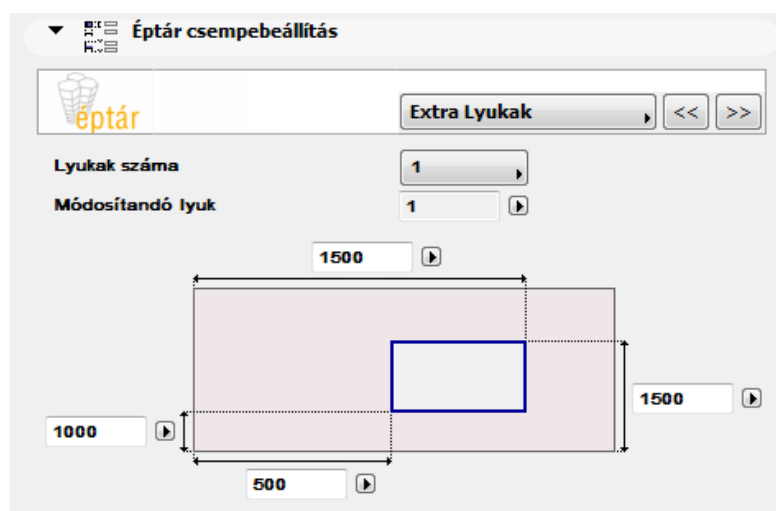 Éptár csempebeállítás
éptár
Extra Lyukak
<< >>
Lyukak száma 1
Módosítandó lyuk 1
1500
1500
1000
500